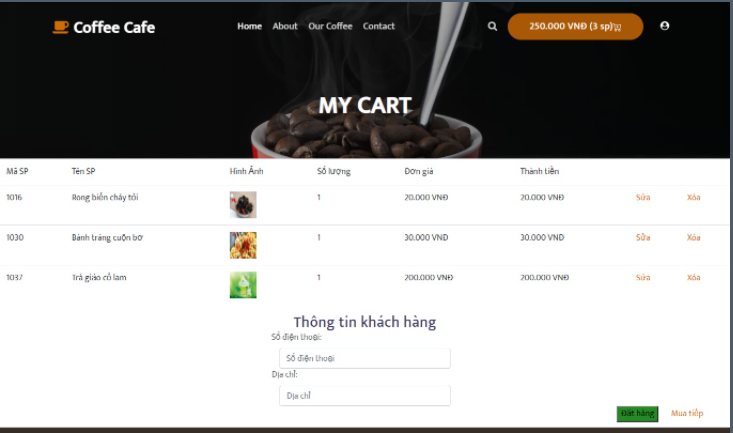 Coffee Cafe Home About Our Coffee Contact 250.000 VNĐ (3 sp)
MY CART
Mã SP Tên SP Hình Ảnh Số lượng Đơn giá Thành tiền
1016 Rong biển cháy tỏi 1 20.000 VNĐ 20.000 VNĐ Sửa Xóa
1030 Bánh tráng cuộn bơ 1 30.000 VNĐ 30.000 VNĐ Sửa Xóa
1037 Trà giảo cổ lam 1 200.000 VNĐ 200.000 VNĐ Sửa Xóa
Thông tin khách hàng
Số điện thoại:
Số điện thoại
Địa chỉ:
Địa chỉ
Đặt hàng Mua tiếp